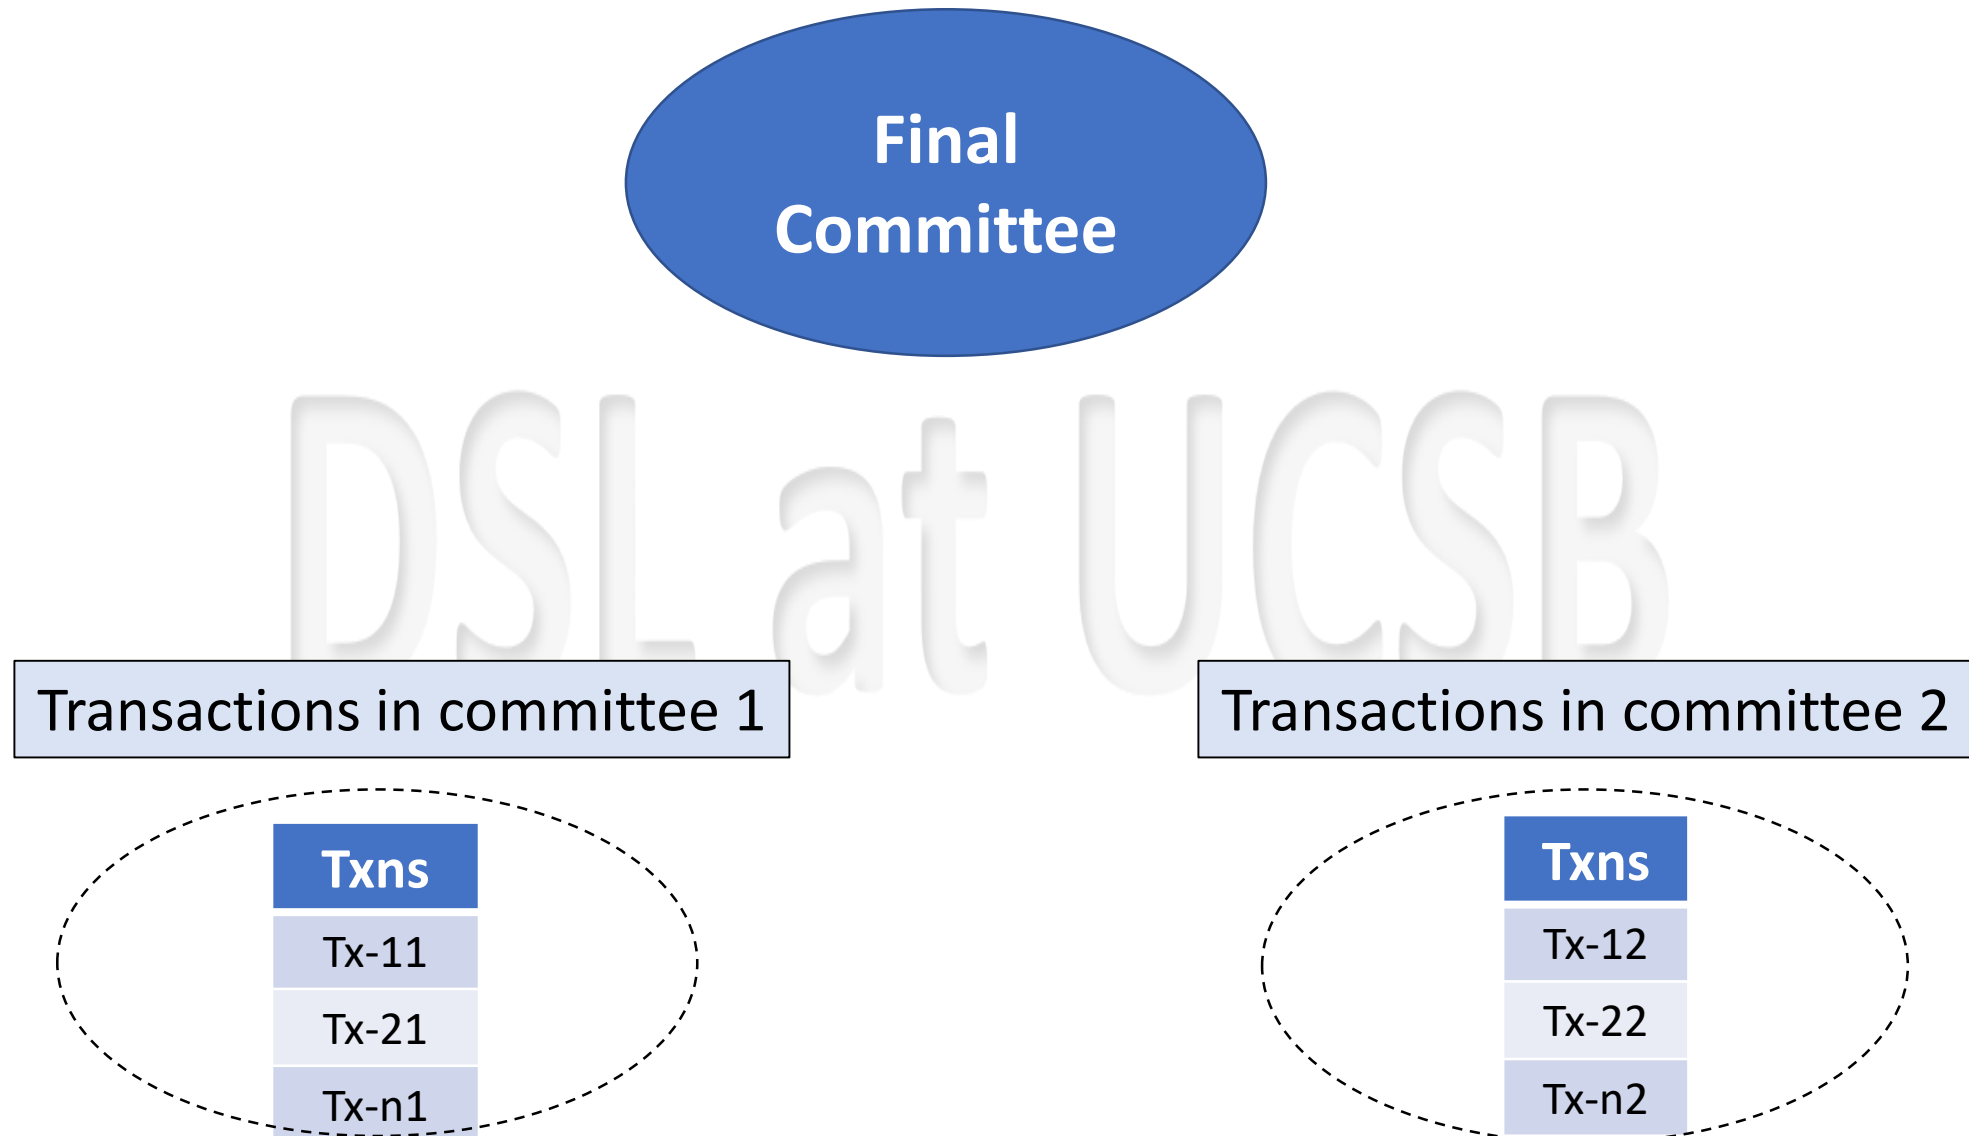 Final
Committee
DSL at UCSB
Transactions in committee 1
Transactions in committee 2
Txns
Tx-11
Tx-21
Tx-n1
Txns
Tx-12
Tx-22
Tx-n2